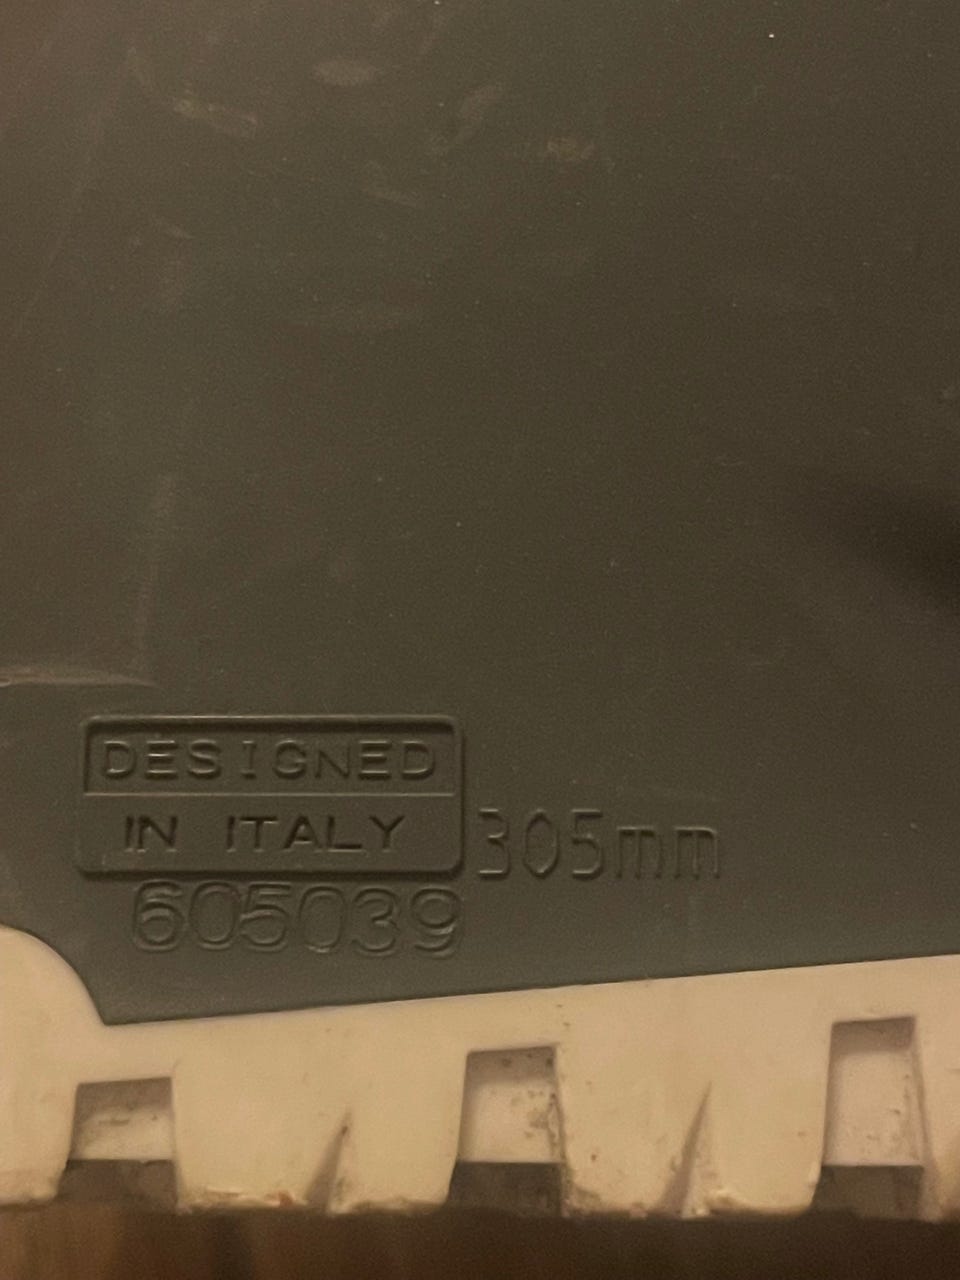 DESIGNED
IN ITALY
305mm
605039